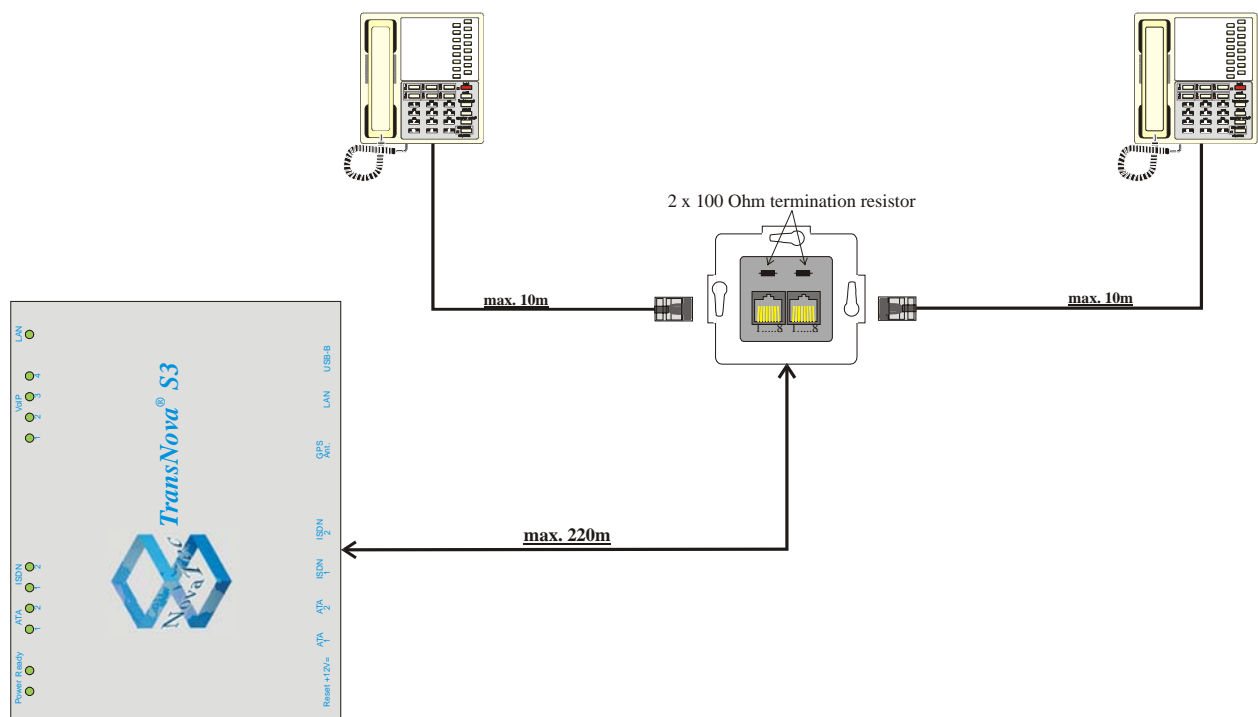 2 x 100 Ohm termination resistor
max. 10m
max. 10m
1.....8
1.....8
max. 220m
LAN
VoIP
4
3
2
1
ISDN
2
1
ATA
2
1
Power Ready
TransNova® S3
USB-B
LAN
GPS
Ant.
ISDN
2
ISDN
1
ATA
2
ATA
1
Reset +12V=